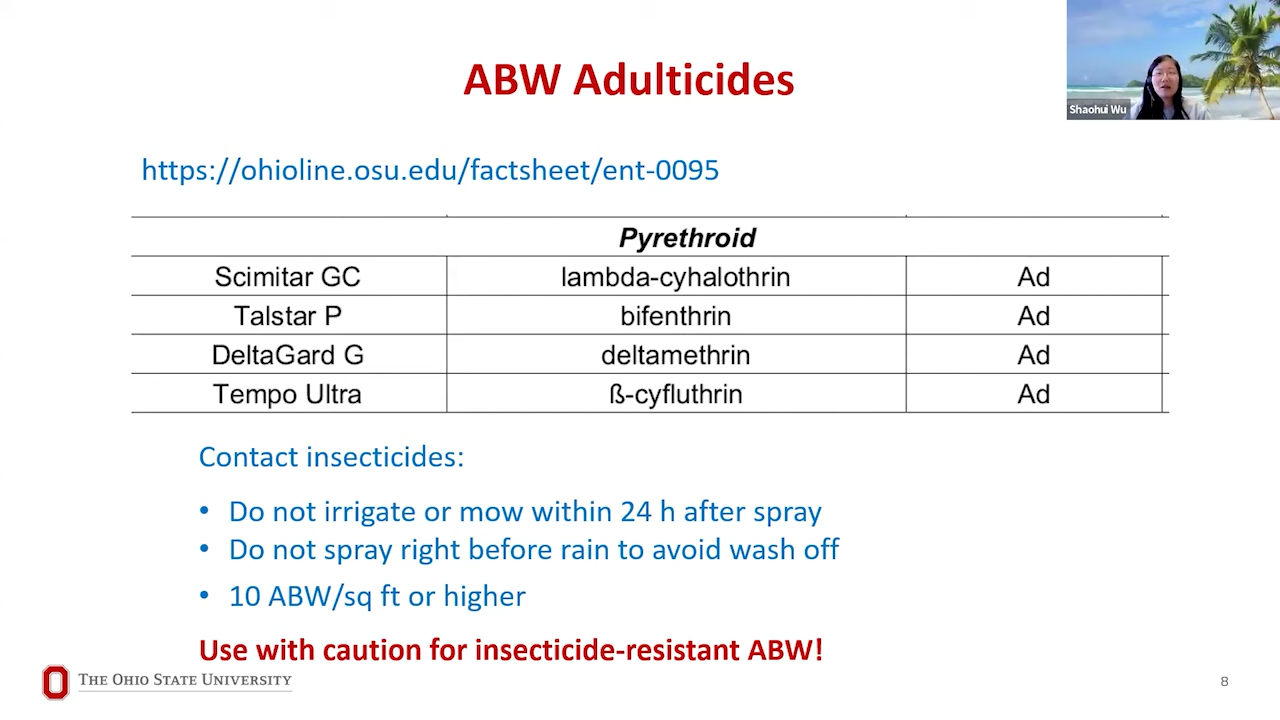 ABW Adulticides
Shaohui Wu
https://ohioline.osu.edu/factsheet/ent-0095
Pyrethroid
Scimitar GC lambda-cyhalothrin Ad
Talstar P bifenthrin Ad
DeltaGard G deltamethrin Ad
Tempo Ultra ß-cyfluthrin Ad
Contact insecticides:
• Do not irrigate or mow within 24 h after spray
• Do not spray right before rain to avoid wash off
• 10 ABW/sq ft or higher
Use with caution for insecticide-resistant ABW!
THE OHIO STATE UNIVERSITY
8